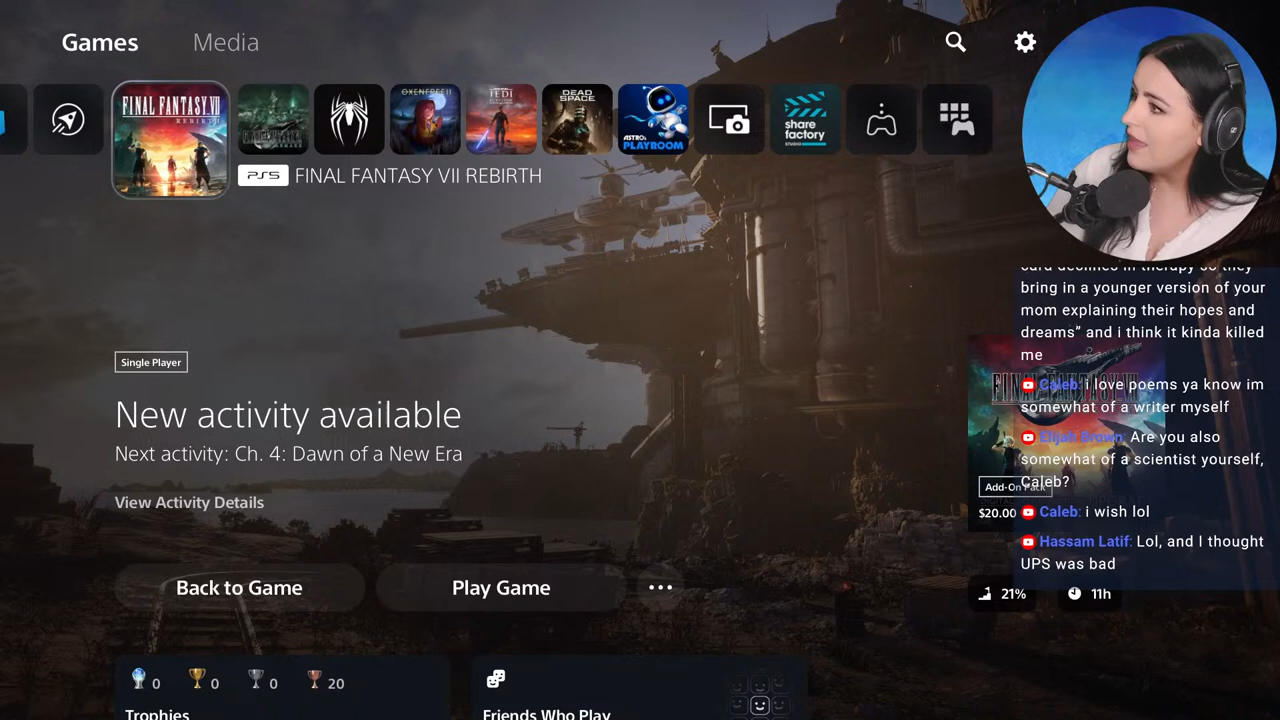 Games
Media
FINAL FANTASY VII
REBIRTH
OXENFREE II
JEDI
DEAD
SPACE
ASTRO's
PLAYROOM
share
factory
STUDIO
PS5 FINAL FANTASY VII REBIRTH
bring in a younger version of your
mom explaining their hopes and
dreams” and i think it kinda killed
me
Single Player
Caleb: i love poems ya know im
somewhat of a writer myself
New activity available
Elijah Brown: Are you also
Next activity: Ch. 4: Dawn of a New Era
somewhat of a scientist yourself,
Caleb?
Add-On Pack
View Activity Details
$20.00
Caleb: i wish lol
Hassam Latif: Lol, and I thought
UPS was bad
Back to Game
Play Game
21%
11h
0
0
0
20
Trophies
Friends Who Play